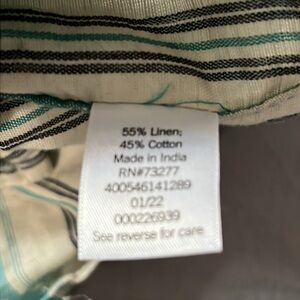 55% Linen;
45% Cotton
Made in India
RN#73277
400546141289
01/22
000226939
See reverse for care